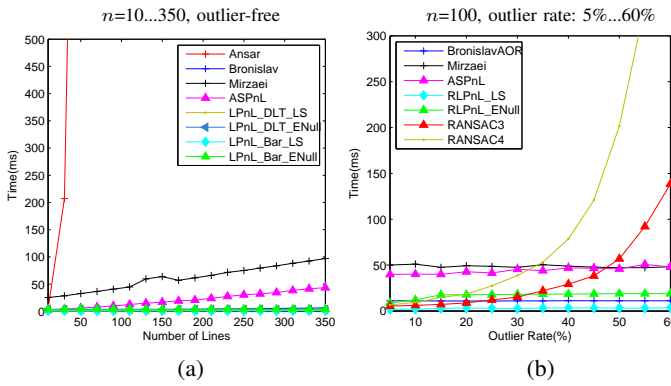 n=10...350, outlier-free
500
450
400
350
300
250
200
150
100
50
0
Time(ms)
50
100
150
200
250
300
350
Number of Lines
Ansar
Bronislav
Mirzaei
ASPnL
LPnL_DLT_LS
LPnL_DLT_ENull
LPnL_Bar_LS
LPnL_Bar_ENull
(a)
n=100, outlier rate: 5%...60%
300
250
200
150
100
50
0
Time(ms)
10
20
30
40
50
60
Outlier Rate(%)
BronislavAOR
Mirzaei
ASPnL
RLPnL_LS
RLPnL_ENull
RANSAC3
RANSAC4
(b)